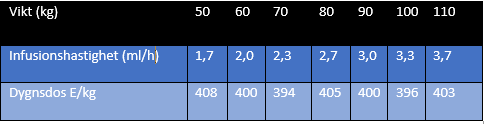 Vikt (kg) 50 60 70 80 90 100 110
Infusionshastighet (ml/h) 1,7 2,0 2,3 2,7 3,0 3,3 3,7
Dygnsdos E/kg 408 400 394 405 400 396 403